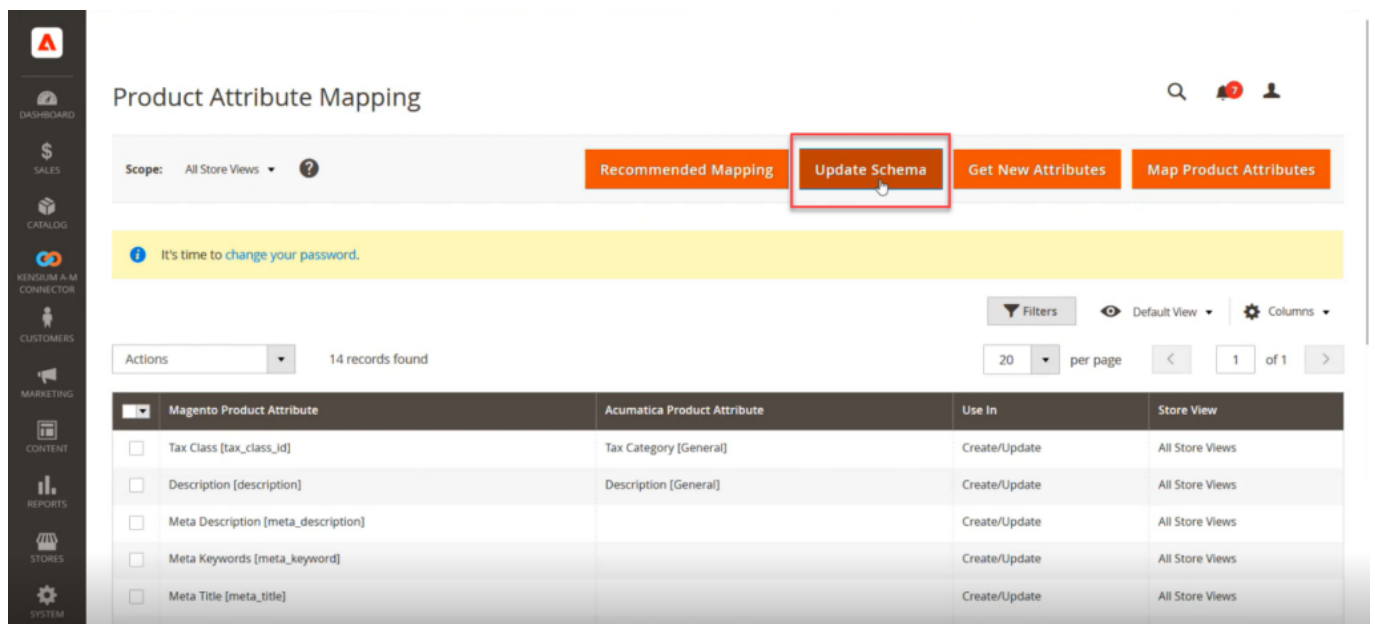 Product Attribute Mapping
7
DASHBOARD
SALES
CATALOG
KENSIUM A-M
CONNECTOR
CUSTOMERS
MARKETING
CONTENT
REPORTS
STORES
SYSTEM
Scope: All Store Views ? Recommended Mapping Update Schema Get New Attributes Map Product Attributes
It's time to change your password.
Filters Default View Columns
Actions 14 records found 20 per page 1 of 1
Magento Product Attribute Acumatica Product Attribute Use In Store View
Tax Class [tax_class_id] Tax Category [General] Create/Update All Store Views
Description [description] Description [General] Create/Update All Store Views
Meta Description [meta_description] Create/Update All Store Views
Meta Keywords [meta_keyword] Create/Update All Store Views
Meta Title [meta_title] Create/Update All Store Views